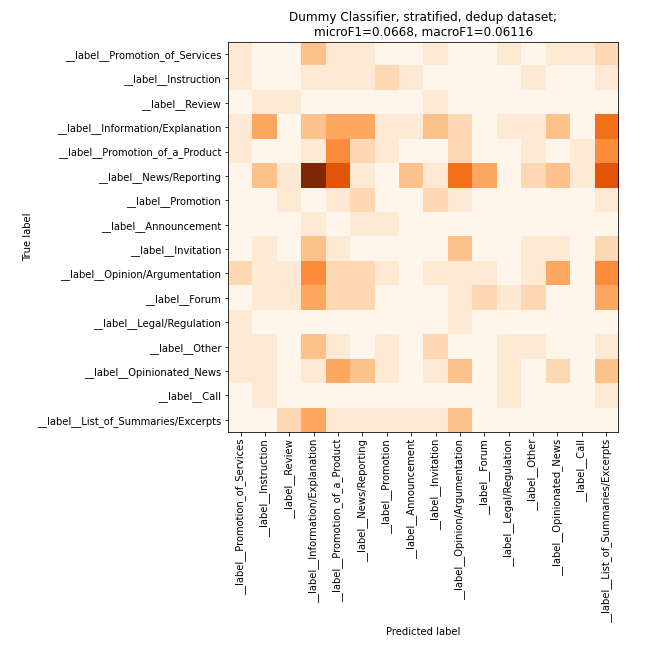 Dummy Classifier, stratified, dedup dataset;
microF1=0.0668, macroF1=0.06116
True label
__label__Promotion_of_Services
__label__Instruction
__label__Review
__label__Information/Explanation
__label__Promotion_of_a_Product
__label__News/Reporting
__label__Promotion
__label__Announcement
__label__Invitation
__label__Opinion/Argumentation
__label__Forum
__label__Legal/Regulation
__label__Other
__label__Opinionated_News
__label__Call
__label__List_of_Summaries/Excerpts
__label__Promotion_of_Services
__label__Instruction
__label__Review
__label__Information/Explanation
__label__Promotion_of_a_Product
__label__News/Reporting
__label__Promotion
__label__Announcement
__label__Invitation
__label__Opinion/Argumentation
__label__Forum
__label__Legal/Regulation
__label__Other
__label__Opinionated_News
__label__Call
__label__List_of_Summaries/Excerpts
Predicted label